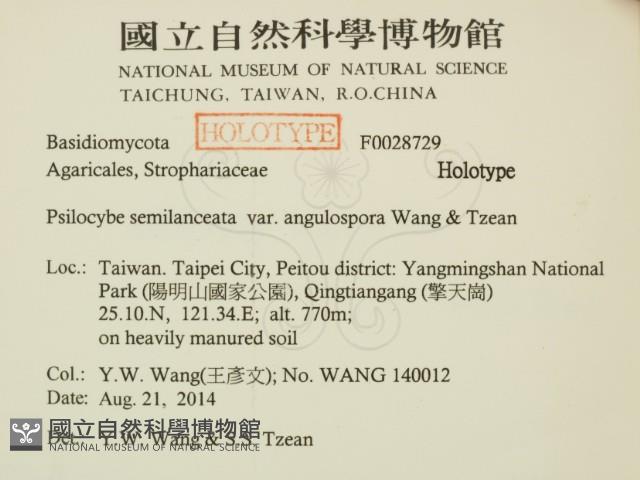 國立自然科學博物館
NATIONAL MUSEUM OF NATURAL SCIENCE
TAICHUNG, TAIWAN, R.O.CHINA
HOLOTYPE
Basidiomycota F0028729
Agaricales, Strophariaceae Holotype
Psilocybe semilanceata var. angulospora Wang & Tzean
Loc.: Taiwan. Taipei City, Peitou district: Yangmingshan National
Park (陽明山國家公園), Qingtiangang (擎天崗)
25.10.N, 121.34.E; alt. 770m;
on heavily manured soil
Col.: Y.W. Wang(王彥文); No. WANG 140012
Date: Aug. 21, 2014
Det.: Y.W. Wang & S.S. Tzean
國立自然科學博物館
NATIONAL MUSEUM OF NATURAL SCIENCE